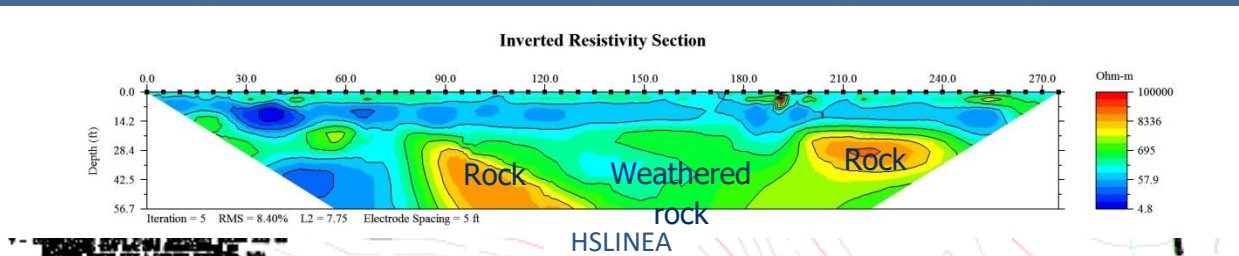 Inverted Resistivity Section
0.0 30.0 60.0 90.0 120.0 150.0 180.0 210.0 240.0 270.0
Ohm-m
0.0
14.2
28.4
42.5
56.7
Depth (ft)
100000
8336
695
57.9
4.8
Rock
Weathered
rock
Rock
Iteration = 5 RMS = 8.40% L2 = 7.75 Electrode Spacing = 5 ft
HSLINEA